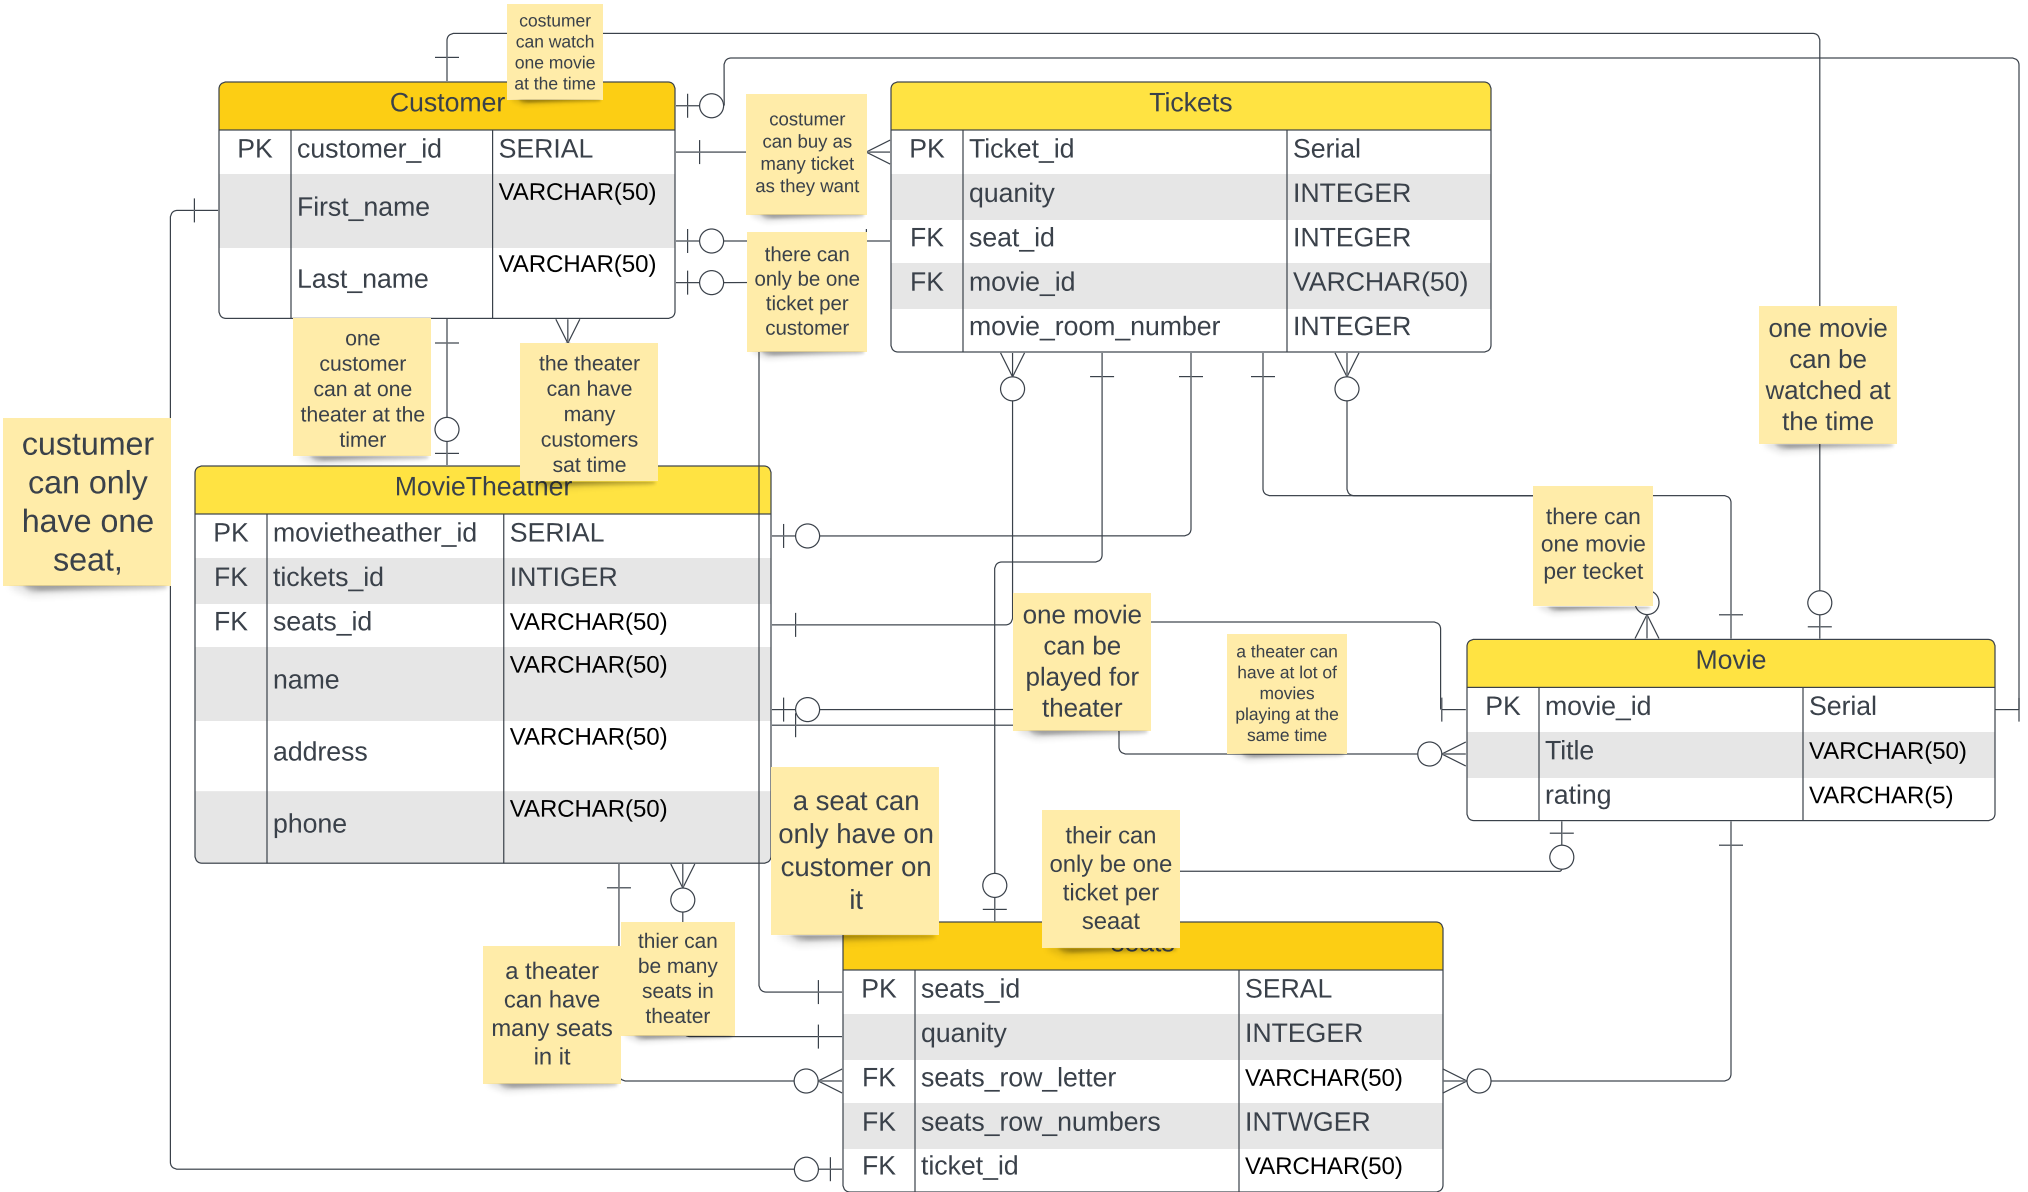 costumer
can watch
one movie
at the time
Customer
PK customer_id SERIAL
First_name VARCHAR(50)
Last_name VARCHAR(50)
costumer
can buy as
many ticket
as they want
there can
only be one
ticket per
customer
Tickets
PK Ticket_id Serial
quanity INTEGER
FK seat_id INTEGER
FK movie_id VARCHAR(50)
movie_room_number INTEGER
one movie
can be
watched at
the time
one
customer
can at one
theater at the
timer
the theater
can have
many
customers
sat time
custumer
can only
have one
seat,
MovieTheather
PK movietheather_id SERIAL
FK tickets_id INTIGER
FK seats_id VARCHAR(50)
name VARCHAR(50)
address VARCHAR(50)
phone VARCHAR(50)
there can
one movie
per tecket
one movie
can be
played for
theater
a theater can
have at lot of
movies
playing at the
same time
Movie
PK movie_id Serial
Title VARCHAR(50)
rating VARCHAR(5)
a seat can
only have on
customer on
it
their can
only be one
ticket per
seaat
a theater
can have
many seats
in it
thier can
be many
seats in
theater
seats
PK seats_id SERAL
quanity INTEGER
FK seats_row_letter VARCHAR(50)
FK seats_row_numbers INTWGER
FK ticket_id VARCHAR(50)